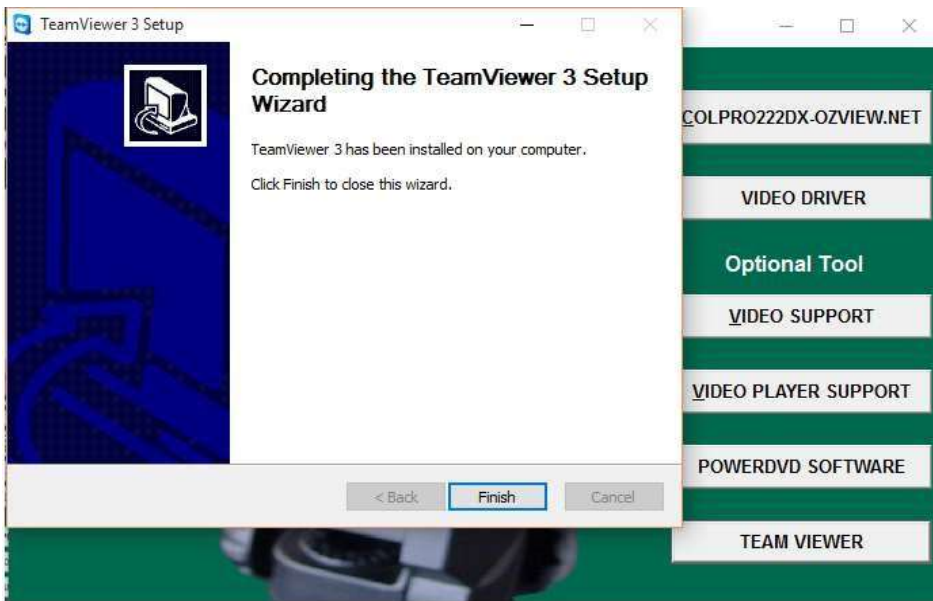 TeamViewer 3 Setup
Completing the TeamViewer 3 Setup
Wizard
TeamViewer 3 has been installed on your computer.
Click Finish to close this wizard.
< Back
Finish
Cancel
COLPRO222DX-OZVIEW.NET
VIDEO DRIVER
Optional Tool
VIDEO SUPPORT
VIDEO PLAYER SUPPORT
POWERDVD SOFTWARE
TEAM VIEWER